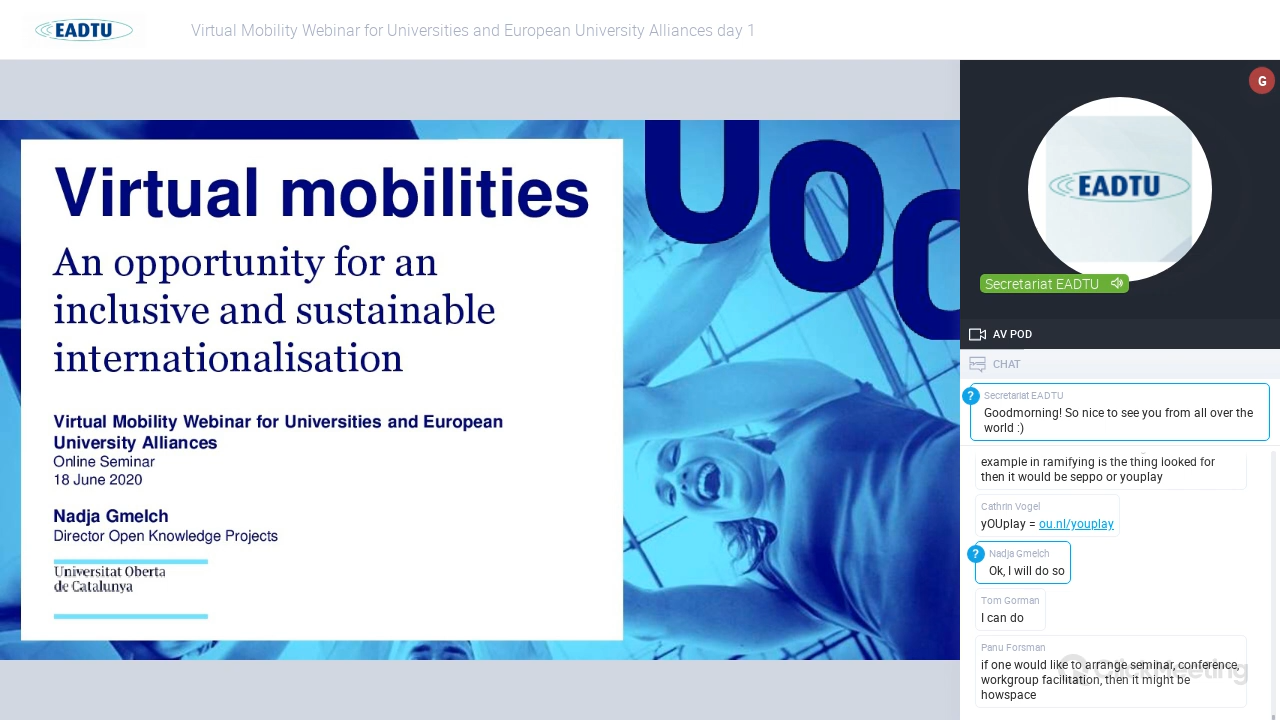 EADTU
Virtual Mobility Webinar for Universities and European University Alliances day 1
Virtual mobilities
An opportunity for an
inclusive and sustainable
internationalisation
Virtual Mobility Webinar for Universities and European
University Alliances
Online Seminar
18 June 2020
Nadja Gmelch
Director Open Knowledge Projects
Universitat Oberta
de Catalunya
UOC
G
EADTU
Secretariat EADTU
AV POD
CHAT
?
Secretariat EADTU
Goodmorning! So nice to see you from all over the
world :)
example in ramifying is the thing looked for
then it would be seppo or youplay
Cathrin Vogel
yOUplay = ou.nl/youplay
?
Nadja Gmelch
Ok, I will do so
Tom Gorman
I can do
Panu Forsman
if one would like to arrange seminar, conference,
workgroup facilitation, then it might be
howspace
ClickMeeting